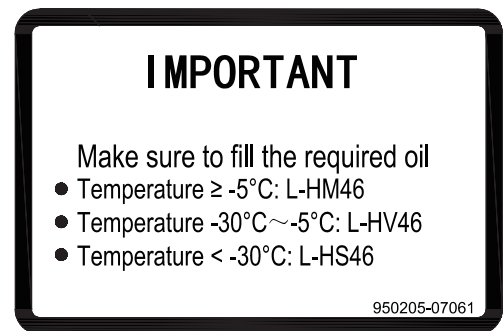 IMPORTANT
Make sure to fill the required oil
● Temperature ≥ -5°C: L-HM46
● Temperature -30°C～-5°C: L-HV46
● Temperature < -30°C: L-HS46
950205-07061